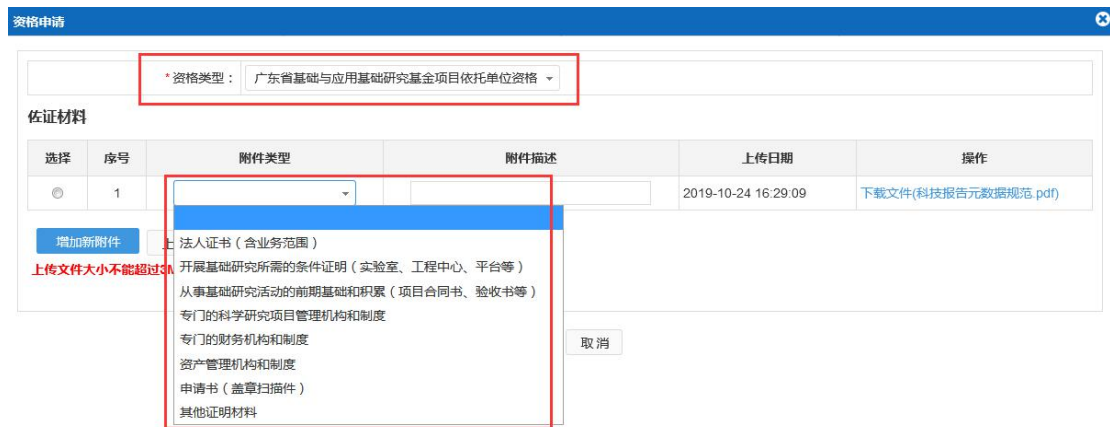 资格申请
*资格类型： 广东省基础与应用基础研究基金项目依托单位资格
佐证材料
选择 序号 附件类型 附件描述 上传日期 操作
1 2019-10-24 16:29:09 下载文件(科技报告元数据规范.pdf)
增加新附件 上
法人证书（含业务范围）
上传文件大小不能超过3M
开展基础研究所需的条件证明（实验室、工程中心、平台等）
从事基础研究活动的前期基础和积累（项目合同书、验收书等）
专门的科学研究项目管理机构和制度
专门的财务机构和制度
取消
资产管理机构和制度
申请书（盖章扫描件）
其他证明材料